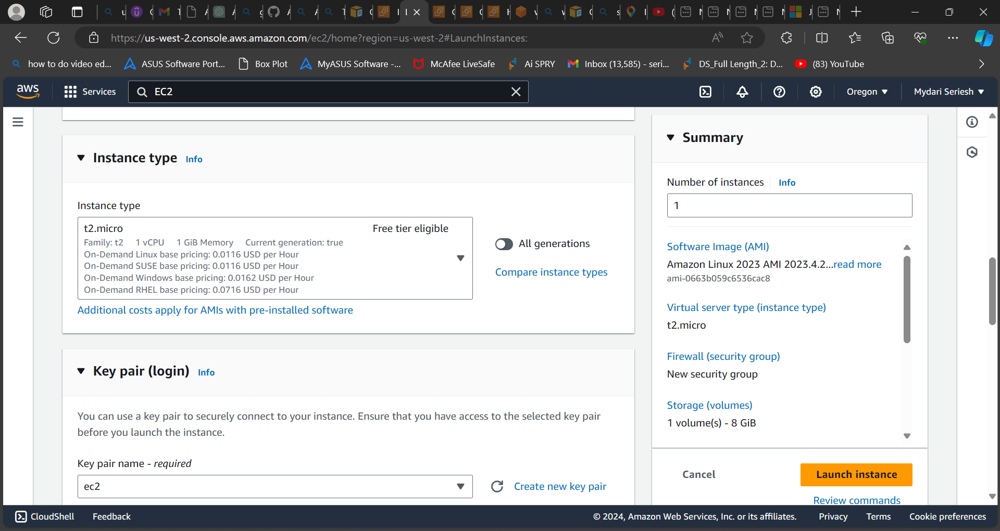 https://us-west-2.console.aws.amazon.com/ec2/home?region=us-west-2#LaunchInstances:
how to do video ed...
ASUS Software Port...
Box Plot
MyASUS Software -...
McAfee LiveSafe
Ai SPRY
Inbox (13,585) - seri...
DS_Full Length_2: D...
(83) YouTube
aws
Services
EC2
Oregon
Mydari Seriesh
Instance type Info
Instance type
t2.micro
Free tier eligible
Family: t2 1 vCPU 1 GiB Memory Current generation: true
On-Demand Linux base pricing: 0.0116 USD per Hour
On-Demand SUSE base pricing: 0.0116 USD per Hour
On-Demand Windows base pricing: 0.0162 USD per Hour
On-Demand RHEL base pricing: 0.0716 USD per Hour
All generations
Compare instance types
Additional costs apply for AMIs with pre-installed software
Key pair (login) Info
You can use a key pair to securely connect to your instance. Ensure that you have access to the selected key pair
before you launch the instance.
Key pair name - required
ec2
Create new key pair
Summary
Number of instances Info
1
Software Image (AMI)
Amazon Linux 2023 AMI 2023.4.2...read more
ami-0663b059c6536cac8
Virtual server type (instance type)
t2.micro
Firewall (security group)
New security group
Storage (volumes)
1 volume(s) - 8 GiB
Cancel
Launch instance
Review commands
CloudShell
Feedback
© 2024, Amazon Web Services, Inc. or its affiliates.
Privacy
Terms
Cookie preferences